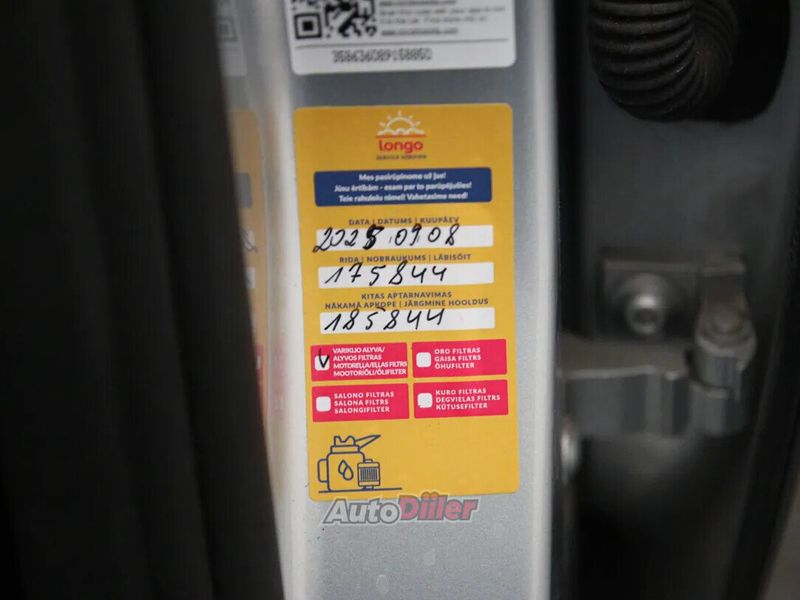 longo
Mes pasirūpinome už Jus!
Jūsu ērtībām - esam par to parūpējušies!
Teie rahulolu nimel! Vahetasime need!
DATA | DATUMS | KUUPÄEV
2025.09.08
RIDA | NOBRAUKUMS | LÄBISÕIT
175844
KITAS APTARNAVIMAS
NĀKAMĀ APKOPE | JÄRGMINE HOOLDUS
185844
VARIKLIO ALYVA/
ALYVOS FILTRAS
MOTOREĻĻA/EĻĻAS FILTRS
MOOTORIÕLI/ÕLIFILTER
ORO FILTRAS
GAISA FILTRS
ÕHUFILTER
SALONO FILTRAS
SALONA FILTRS
SALONGIFILTER
KURO FILTRAS
DEGVIELAS FILTRS
KÜTUSEFILTER
AutoDiiler